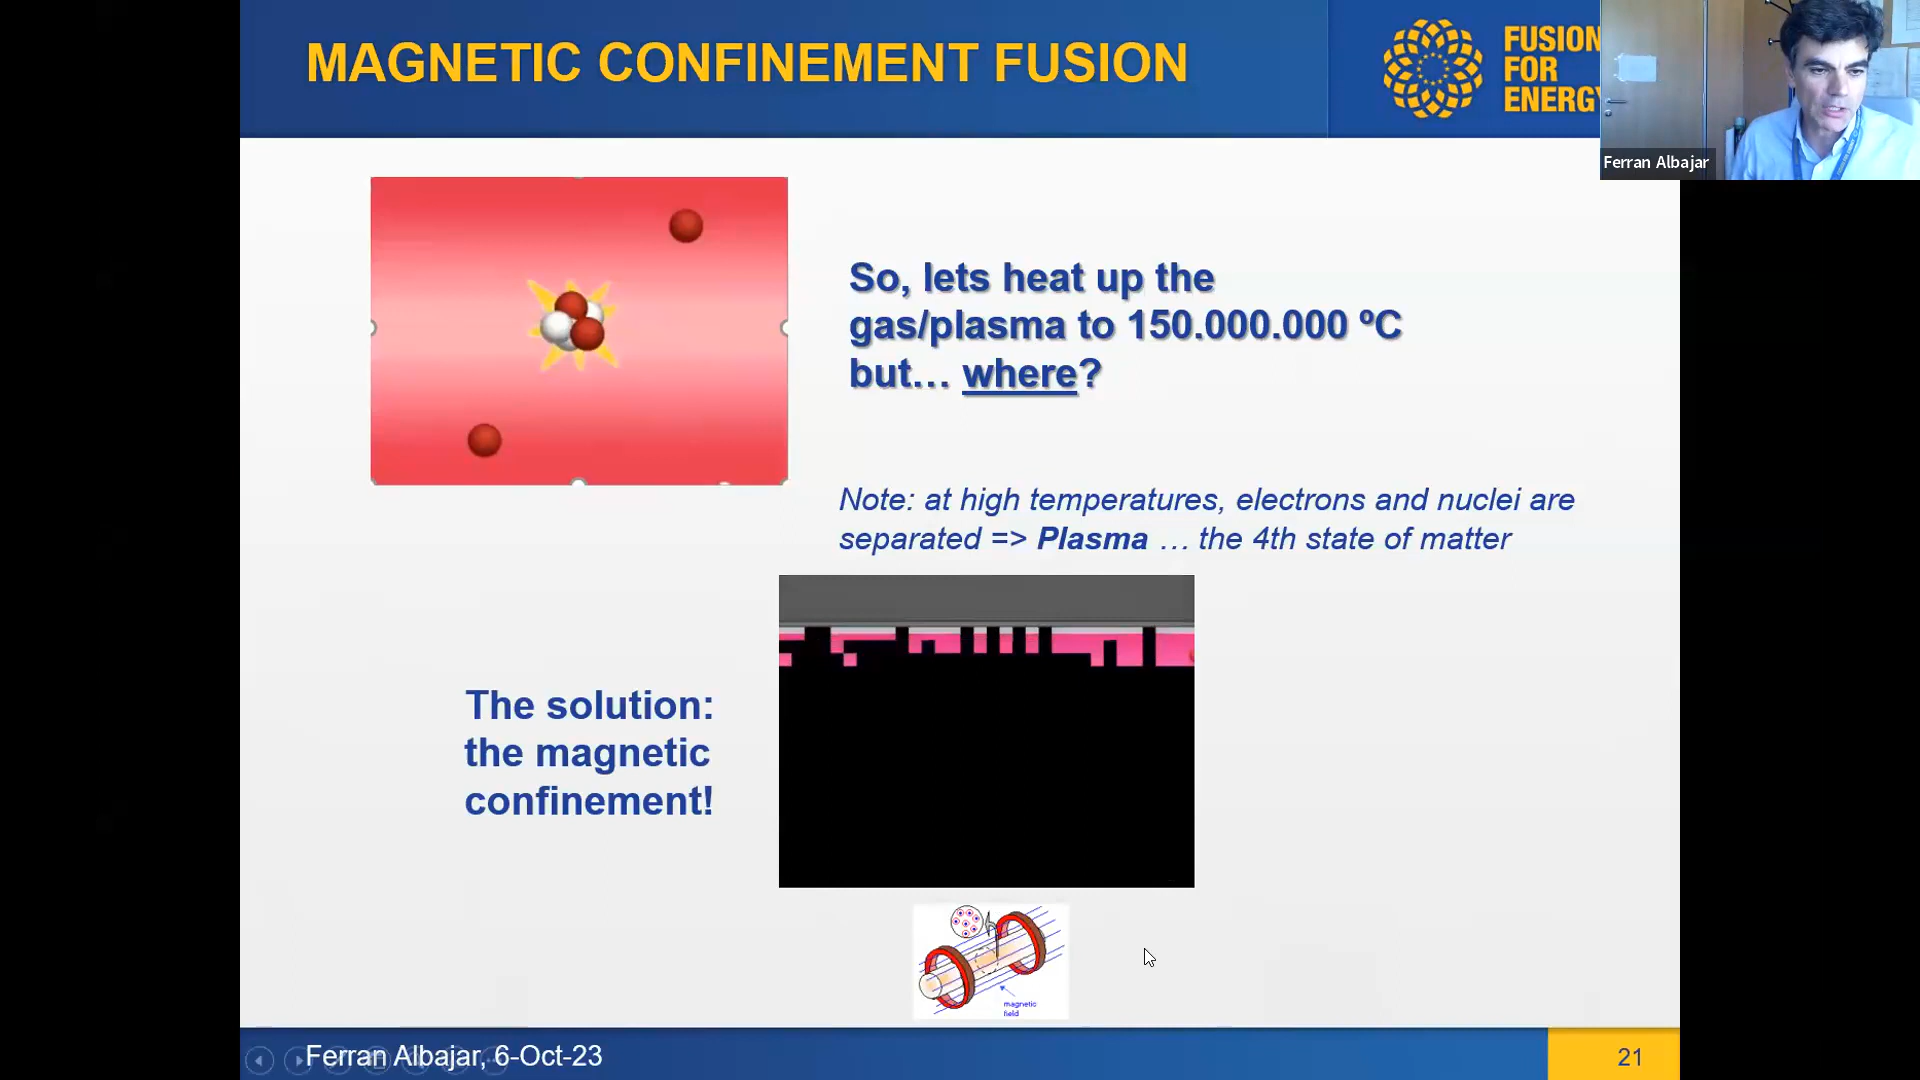 MAGNETIC CONFINEMENT FUSION
FUSION
FOR
ENERGY
Ferran Albajar
So, lets heat up the
gas/plasma to 150.000.000 ºC
but… where?
Note: at high temperatures, electrons and nuclei are
separated => Plasma … the 4th state of matter
The solution:
the magnetic
confinement!
magnetic
field
Ferran Albajar, 6-Oct-23
21